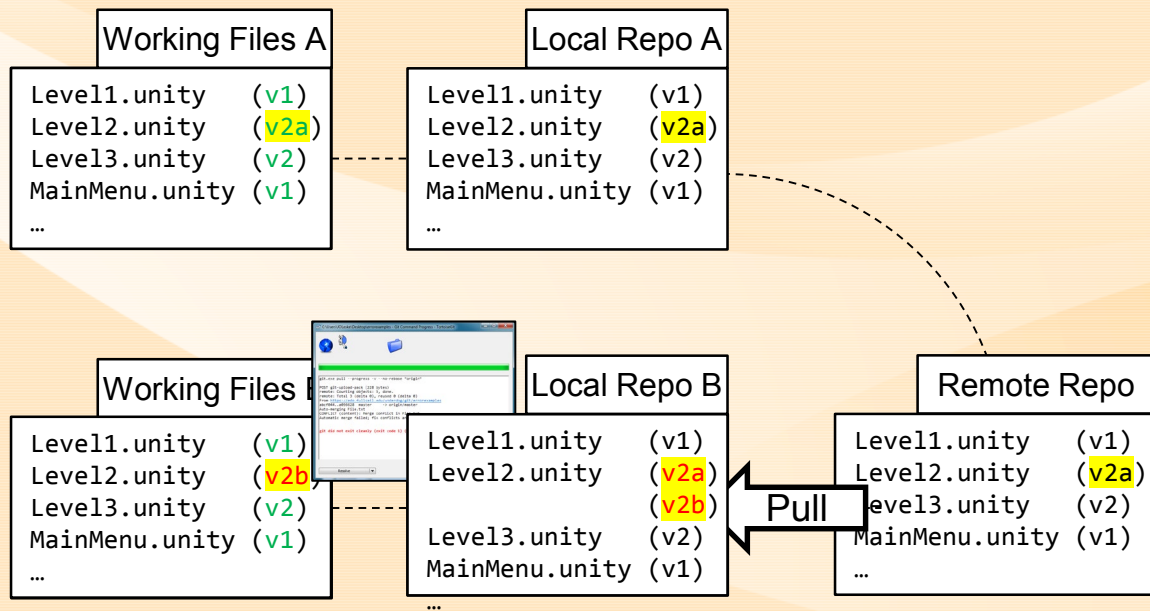 Working Files A
Level1.unity (v1)
Level2.unity (v2a)
Level3.unity (v2)
MainMenu.unity (v1)
…
Local Repo A
Level1.unity (v1)
Level2.unity (v2a)
Level3.unity (v2)
MainMenu.unity (v1)
…
Working Files
Level1.unity (v1)
Level2.unity (v2b)
Level3.unity (v2)
MainMenu.unity (v1)
…
Local Repo B
Level1.unity (v1)
Level2.unity (v2a)
(v2b)
Level3.unity (v2)
MainMenu.unity (v1)
…
Pull
Remote Repo
Level1.unity (v1)
Level2.unity (v2a)
Level3.unity (v2)
MainMenu.unity (v1)
…